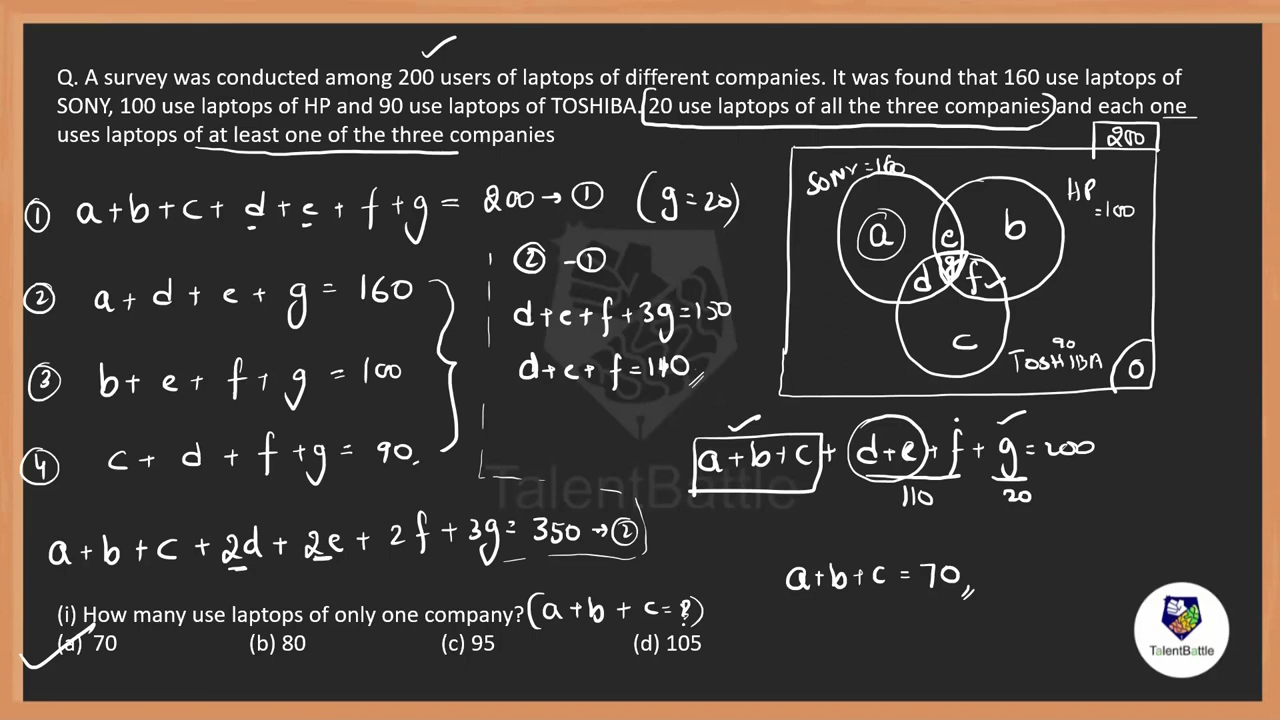 Q. A survey was conducted among 200 users of laptops of different companies. It was found that 160 use laptops of
SONY, 100 use laptops of HP and 90 use laptops of TOSHIBA. 20 use laptops of all the three companies and each one
uses laptops of at least one of the three companies
200
SONY = 160
HP
= 100
a
e
b
g
d
f
c
90
TOSHIBA
0
① a + b + c + d + e + f + g = 200 → ① (g = 20)
② a + d + e + g = 160
③ b + e + f + g = 100
④ c + d + f + g = 90
② - ①
d + e + f + 3g = 150
d + e + f = 110
a + b + c + 2d + 2e + 2f + 3g = 350 → ②
a + b + c + d + e + f + g = 200
110
20
a + b + c = 70
(i) How many use laptops of only one company? (a + b + c = ?)
(a) 70 (b) 80 (c) 95 (d) 105
TalentBattle
TalentBattle